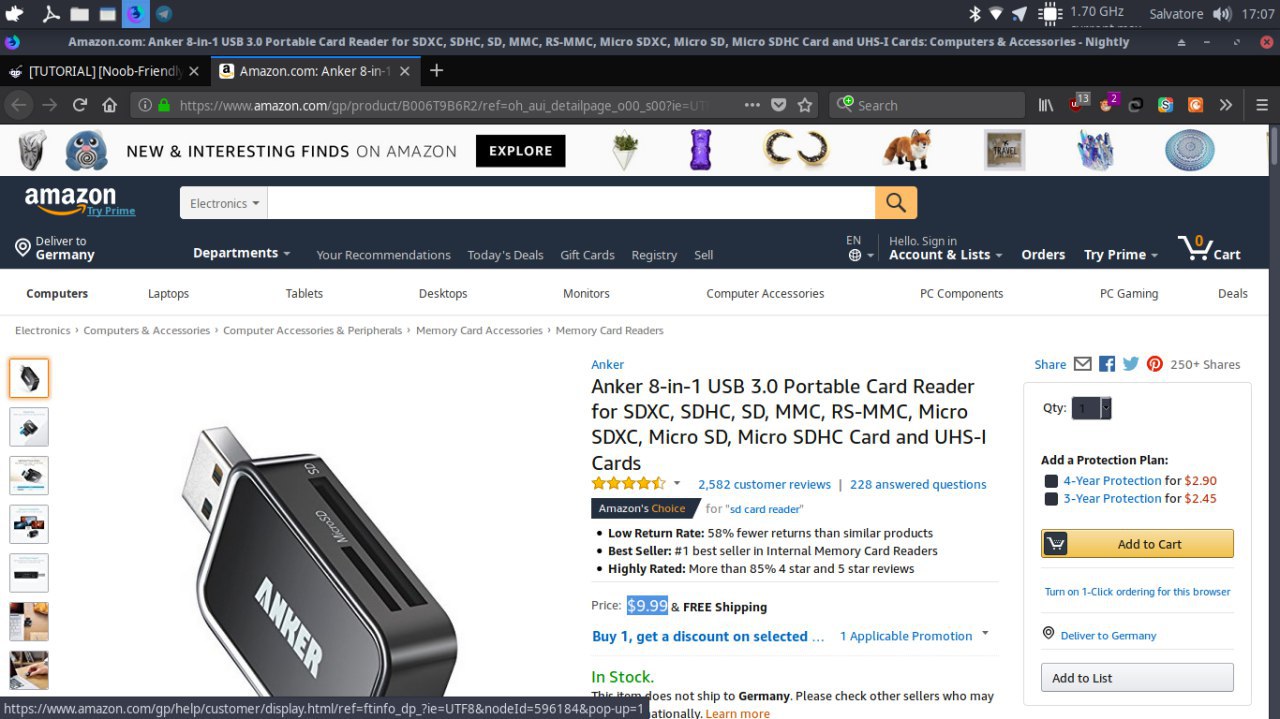 1.70 GHz
Salvatore
17:07
Amazon.com: Anker 8-in-1 USB 3.0 Portable Card Reader for SDXC, SDHC, SD, MMC, RS-MMC, Micro SDXC, Micro SD, Micro SDHC Card and UHS-I Cards: Computers & Accessories - Nightly
[TUTORIAL] [Noob-Friendly
Amazon.com: Anker 8-in-1
https://www.amazon.com/gp/product/B006T9B6R2/ref=oh_aui_detailpage_o00_s00?ie=UT
Search
13
2
NEW & INTERESTING FINDS ON AMAZON
EXPLORE
TRAVEL
amazon
Try Prime
Electronics
Deliver to
Germany
Departments
Your Recommendations
Today's Deals
Gift Cards
Registry
Sell
EN
Hello. Sign in
Account & Lists
Orders
Try Prime
0
Cart
Computers
Laptops
Tablets
Desktops
Monitors
Computer Accessories
PC Components
PC Gaming
Deals
Electronics › Computers & Accessories › Computer Accessories & Peripherals › Memory Card Accessories › Memory Card Readers
SD
MicroSD
ANKER
Anker
Anker 8-in-1 USB 3.0 Portable Card Reader
for SDXC, SDHC, SD, MMC, RS-MMC, Micro
SDXC, Micro SD, Micro SDHC Card and UHS-I
Cards
2,582 customer reviews | 228 answered questions
Amazon's Choice for "sd card reader"
• Low Return Rate: 58% fewer returns than similar products
• Best Seller: #1 best seller in Internal Memory Card Readers
• Highly Rated: More than 85% 4 star and 5 star reviews
Price: $9.99 & FREE Shipping
Buy 1, get a discount on selected ... 1 Applicable Promotion
In Stock.
This item does not ship to Germany. Please check other sellers who may
nationally. Learn more
Share
250+ Shares
Qty: 1
Add a Protection Plan:
4-Year Protection for $2.90
3-Year Protection for $2.45
Add to Cart
Turn on 1-Click ordering for this browser
Deliver to Germany
Add to List
https://www.amazon.com/gp/help/customer/display.html/ref=ftinfo_dp_?ie=UTF8&nodeId=596184&pop-up=1